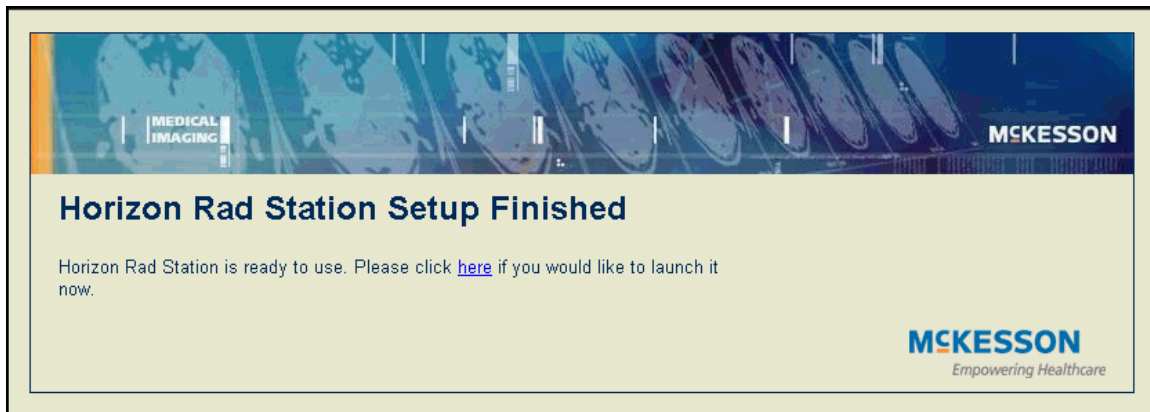 MEDICAL
IMAGING
MCKESSON
Horizon Rad Station Setup Finished
Horizon Rad Station is ready to use. Please click here if you would like to launch it
now.
MCKESSON
Empowering Healthcare